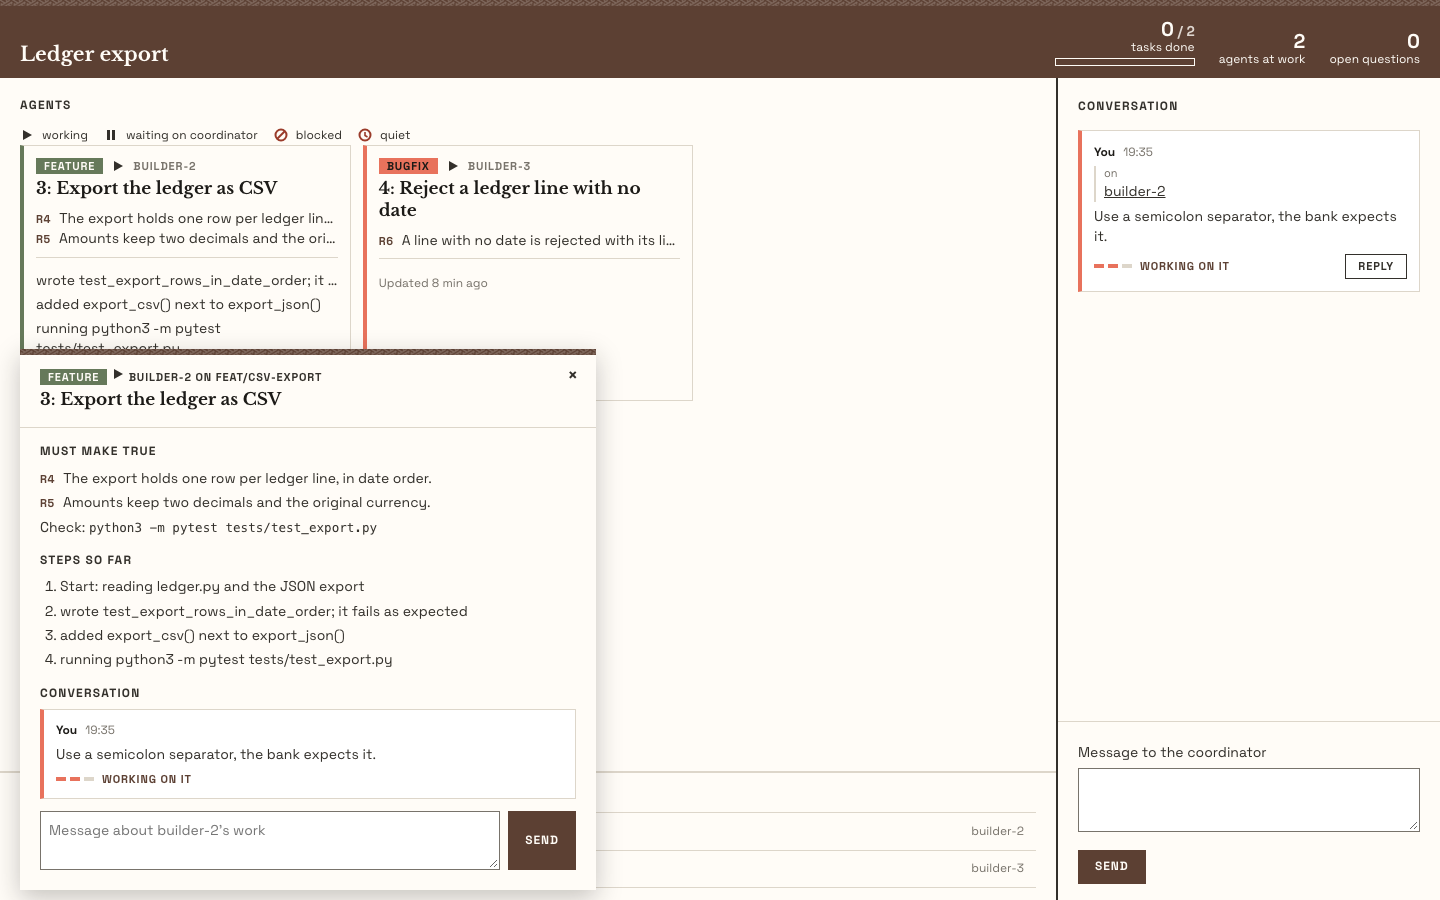 Ledger export
0 / 2
tasks done
2
agents at work
0
open questions
AGENTS
working
waiting on coordinator
blocked
quiet
FEATURE
BUILDER-2
3: Export the ledger as CSV
R4 The export holds one row per ledger lin...
R5 Amounts keep two decimals and the ori...
wrote test_export_rows_in_date_order; it ...
added export_csv() next to export_json()
running python3 -m pytest
tests/test_export.py
BUGFIX
BUILDER-3
4: Reject a ledger line with no
date
R6 A line with no date is rejected with its li...
Updated 8 min ago
FEATURE
BUILDER-2 ON FEAT/CSV-EXPORT
×
3: Export the ledger as CSV
MUST MAKE TRUE
R4 The export holds one row per ledger line, in date order.
R5 Amounts keep two decimals and the original currency.
Check: python3 -m pytest tests/test_export.py
STEPS SO FAR
1. Start: reading ledger.py and the JSON export
2. wrote test_export_rows_in_date_order; it fails as expected
3. added export_csv() next to export_json()
4. running python3 -m pytest tests/test_export.py
CONVERSATION
You 19:35
Use a semicolon separator, the bank expects it.
WORKING ON IT
Message about builder-2's work
SEND
builder-2
builder-3
CONVERSATION
You 19:35
on
builder-2
Use a semicolon separator, the bank expects
it.
WORKING ON IT
REPLY
Message to the coordinator
SEND